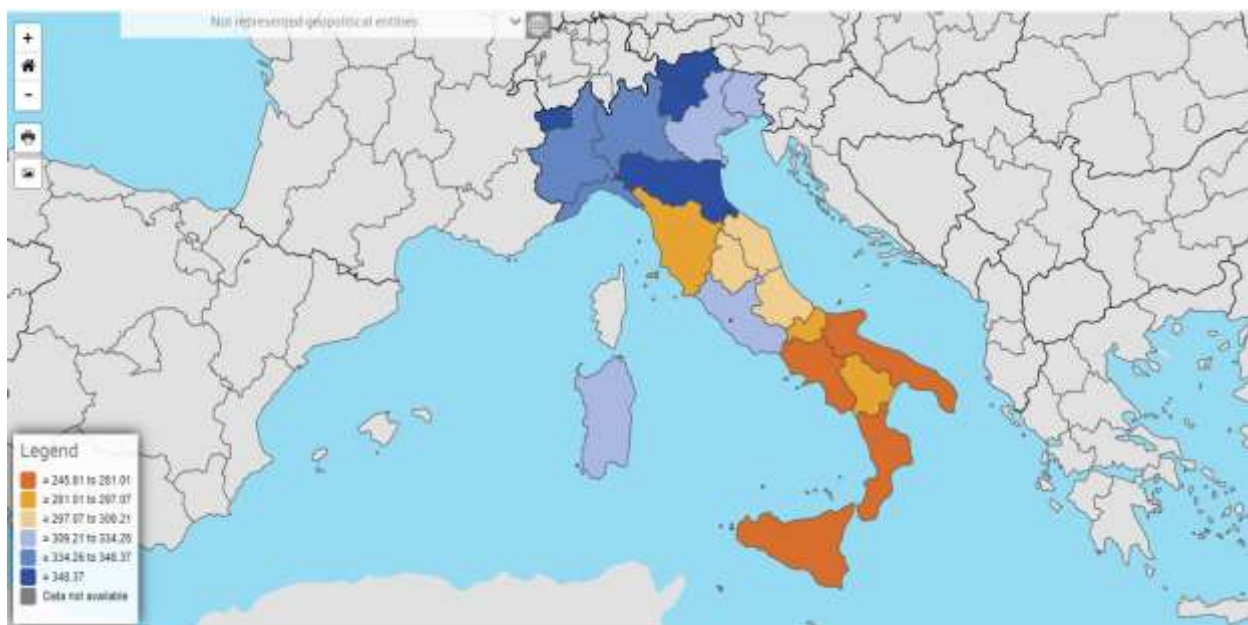 Not represented geopolitical entities
+
-
Legend
≥ 245.81 to 281.01
≥ 281.01 to 297.07
≥ 297.07 to 309.21
≥ 309.21 to 334.26
≥ 334.26 to 348.37
≥ 348.37
Data not available